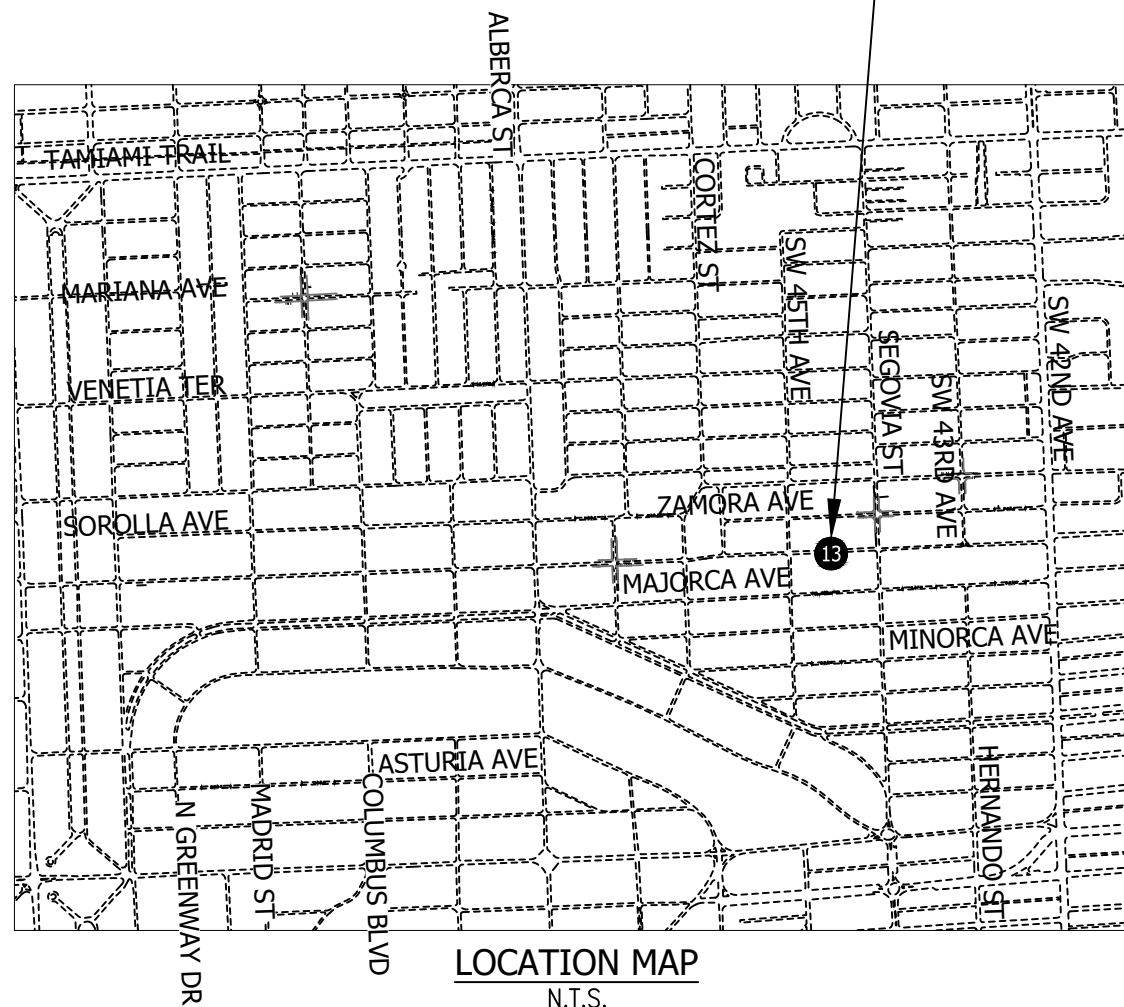 ALBERCA ST
TAMIAMI TRAIL
CORTEZ ST
SW 45TH AVE
MARIANA AVE
SW 42ND AVE
SEGOVIA ST
VENETIA TER
SW 43RD AVE
ZAMORA AVE
SOROLLA AVE
13
MAJORCA AVE
MINORCA AVE
ASTURIA AVE
HERNANDO ST
COLUMBUS BLVD
MADRID ST
N GREENWAY DR
LOCATION MAP
N.T.S.